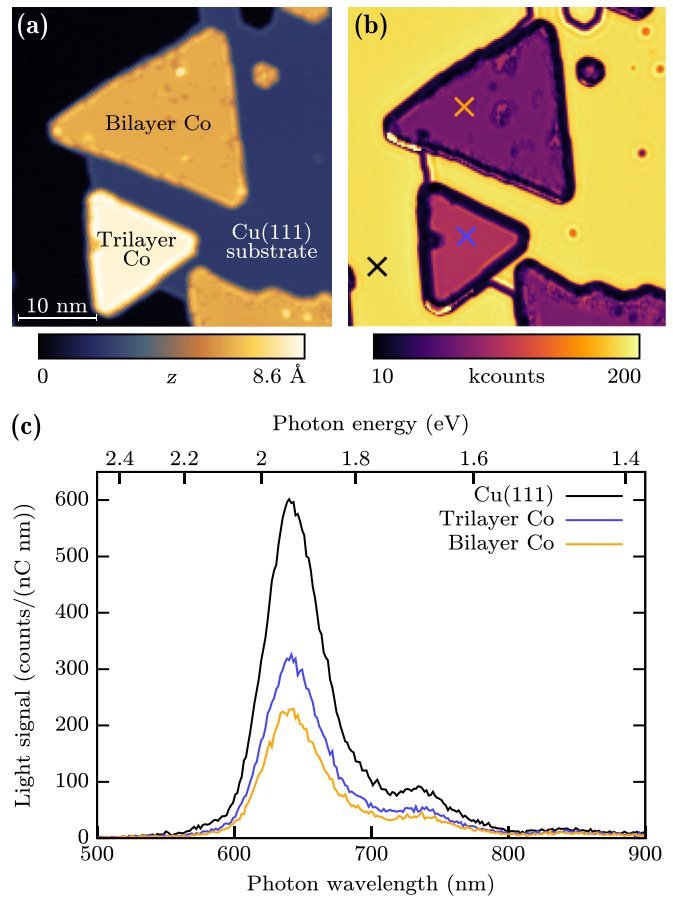 (a)
Bilayer Co
Trilayer
Co
Cu(111)
substrate
10 nm
0 z 8.6 Å
(b)
10 kcounts 200
(c)
Photon energy (eV)
2.4 2.2 2 1.8 1.6 1.4
Light signal (counts/(nC nm))
600
500
400
300
200
100
0
Cu(111)
Trilayer Co
Bilayer Co
500 600 700 800 900
Photon wavelength (nm)